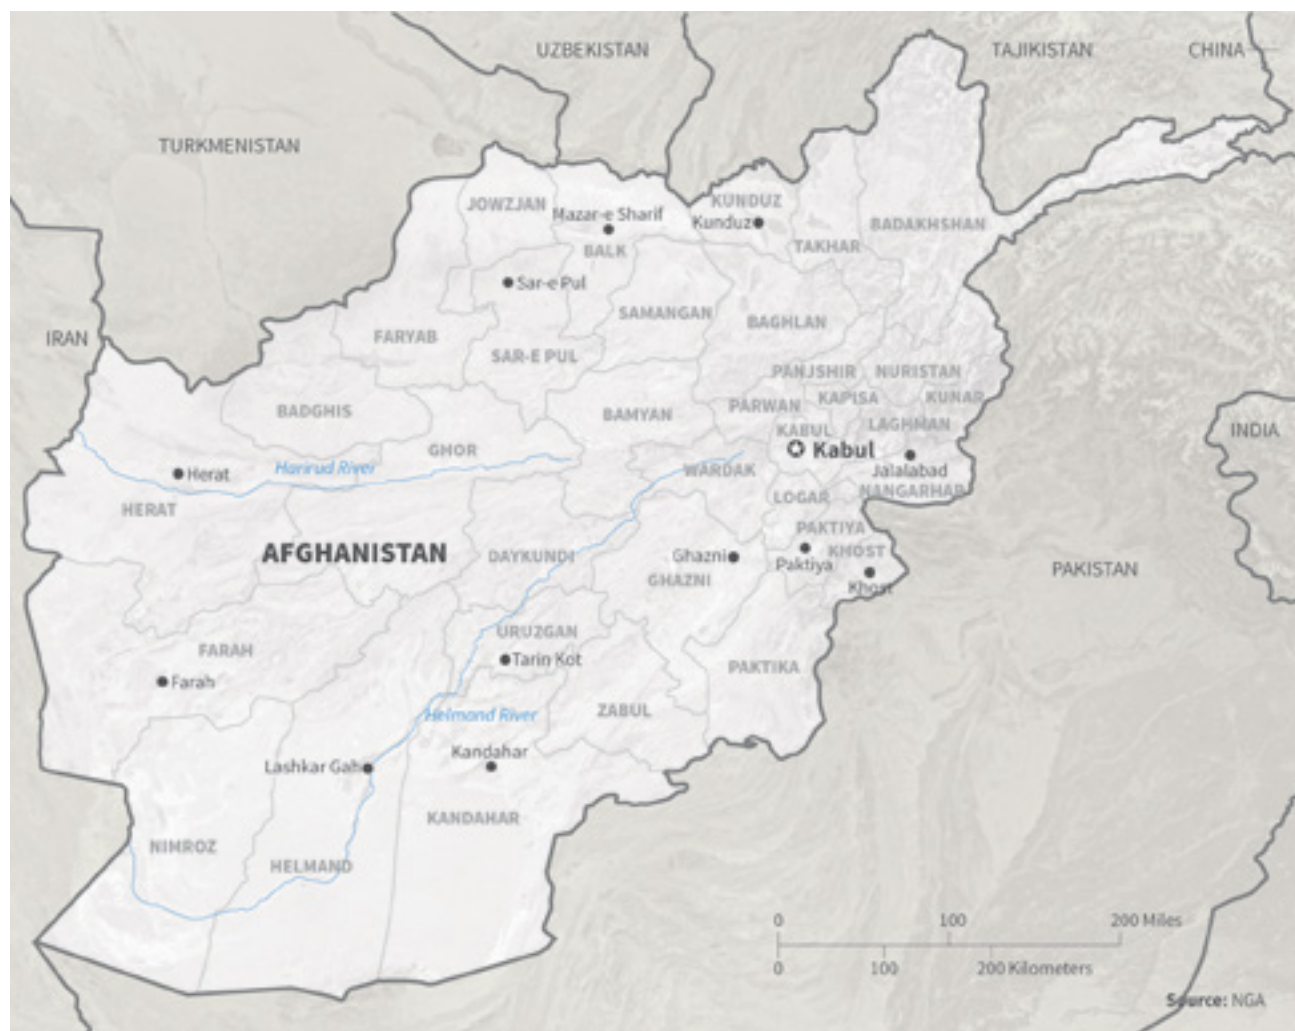 UZBEKISTAN
TAJIKISTAN
CHINA
TURKMENISTAN
JOWZJAN
KUNDUZ
Mazar-e Sharif
Kunduz
BADAKHSHAN
BALK
TAKHAR
Sar-e Pul
SAMANGAN
BAGHLAN
IRAN
FARYAB
SAR-E PUL
PANJSHIR
NURISTAN
BADGHIS
BAMYAN
PARWAN
KAPISA
KUNAR
KABUL
LAGHMAN
INDIA
GHOR
Kabul
Harirud River
Herat
WARDAK
Jalalabad
NANGARHAR
LOGAR
HERAT
PAKTIYA
AFGHANISTAN
DAYKUNDI
Ghazni
KHOST
Paktiya
PAKISTAN
GHAZNI
Khost
URUZGAN
FARAH
Tarin Kot
PAKTIKA
Farah
Helmand River
ZABUL
Kandahar
Lashkar Gah
KANDAHAR
NIMROZ
HELMAND
0 100 200 Miles
0 100 200 Kilometers
Source: NGA